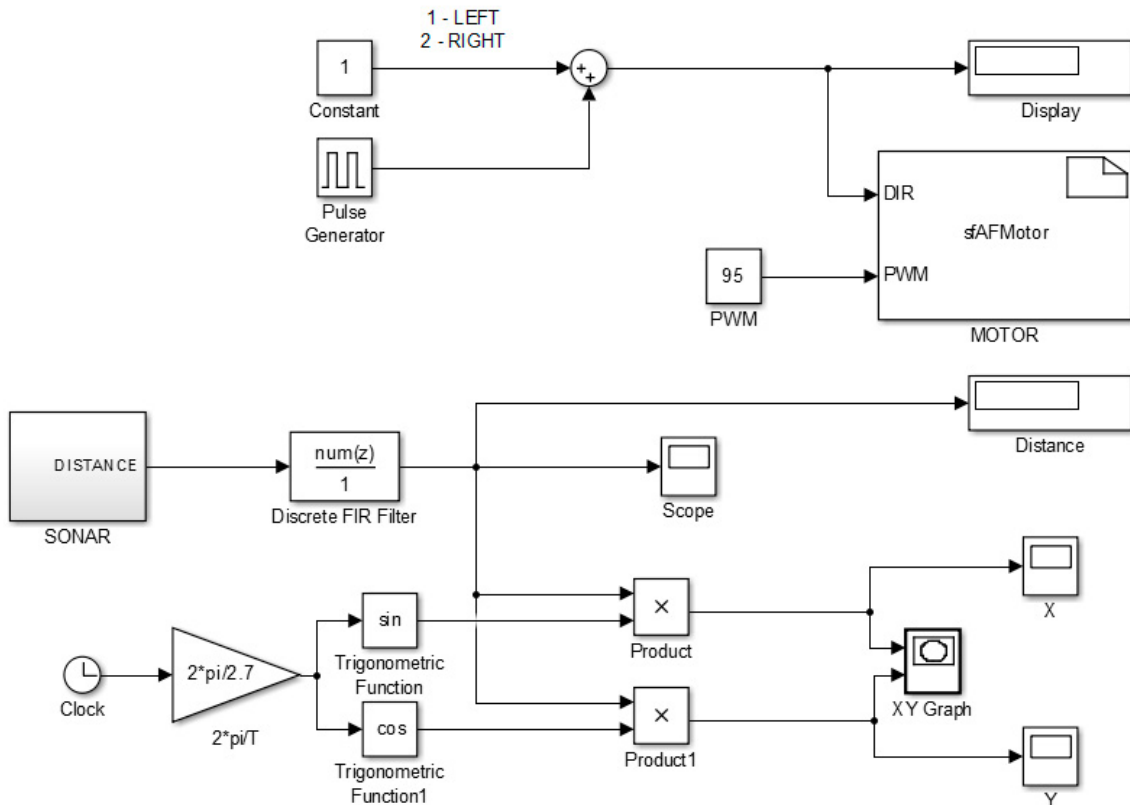 1 - LEFT
2 - RIGHT
1
Constant
Display
Pulse
Generator
DIR
sfAFMotor
PWM
95
PWM
MOTOR
Distance
DISTANCE
SONAR
num(z)
1
Discrete FIR Filter
Scope
sin
Trigonometric
Function
×
Product
X
2*pi/2.7
2*pi/T
Clock
cos
Trigonometric
Function1
×
Product1
XY Graph
Y